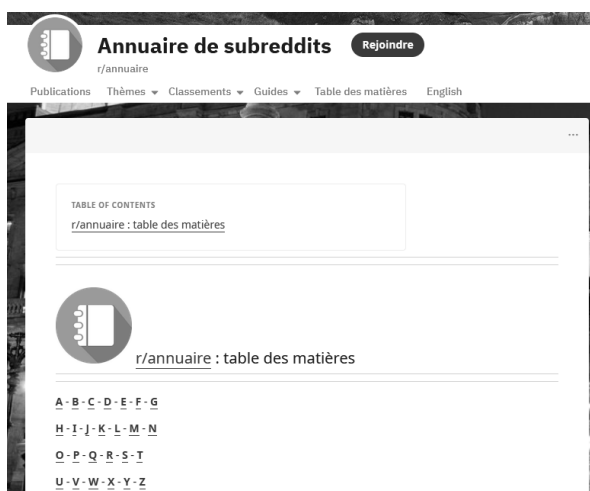 Annuaire de subreddits Rejoindre
r/annuaire
Publications Thèmes Classements Guides Table des matières English
...
TABLE OF CONTENTS
r/annuaire : table des matières
r/annuaire : table des matières
A - B - C - D - E - F - G
H - I - J - K - L - M - N
O - P - Q - R - S - T
U - V - W - X - Y - Z